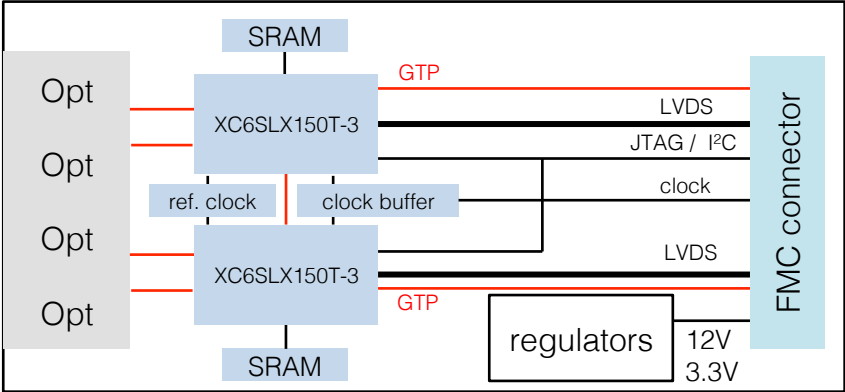 SRAM
GTP
Opt
LVDS
XC6SLX150T-3
JTAG / I²C
Opt
clock
ref. clock
clock buffer
FMC connector
Opt
LVDS
XC6SLX150T-3
GTP
Opt
regulators
12V
3.3V
SRAM